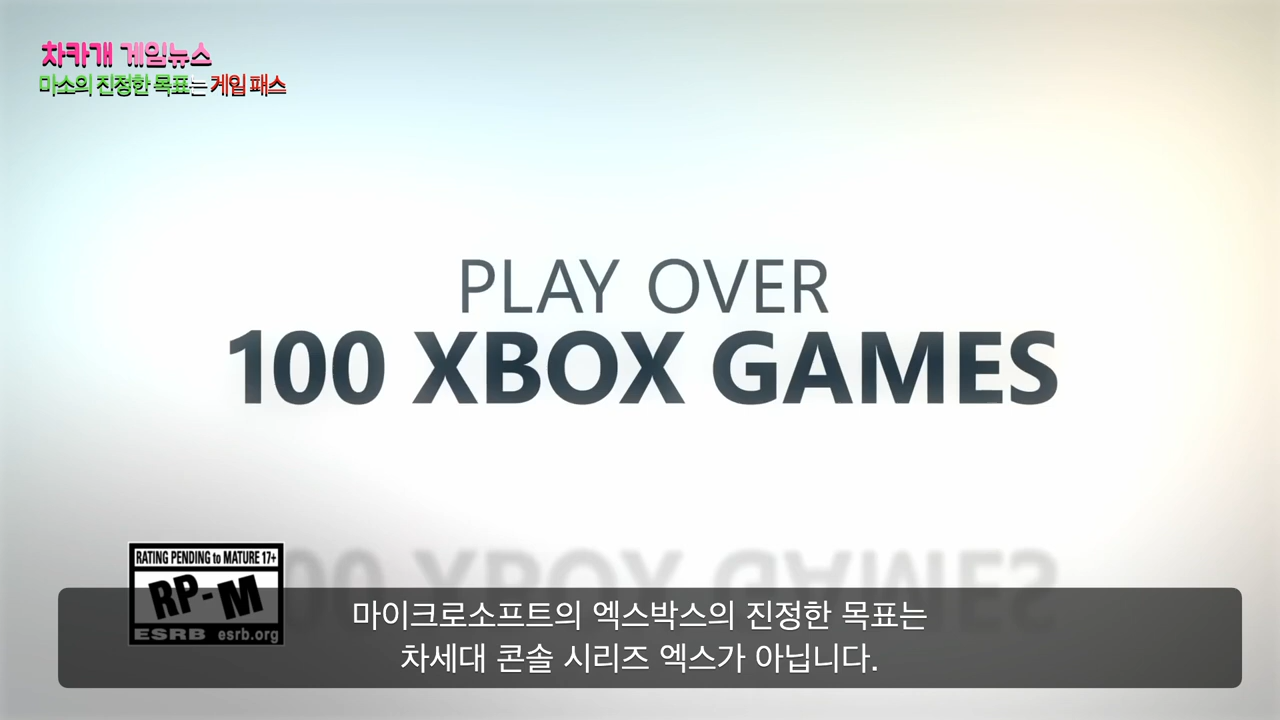 차카개 게임뉴스
마소의 진정한 목표는 게임 패스
PLAY OVER
100 XBOX GAMES
RATING PENDING to MATURE 17+
RP-M
ESRB esrb.org
마이크로소프트의 엑스박스의 진정한 목표는
차세대 콘솔 시리즈 엑스가 아닙니다.